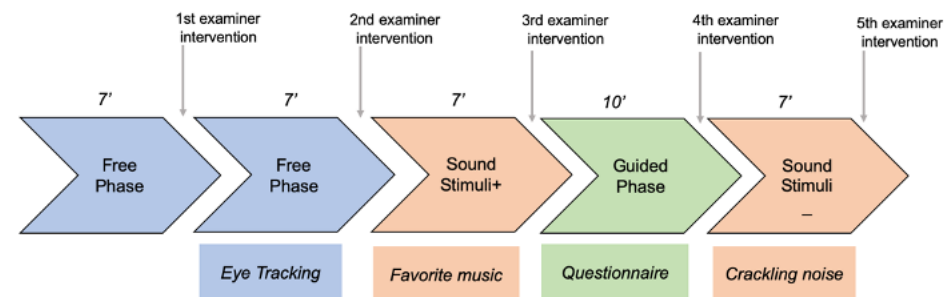 1st examiner
intervention
2nd examiner
intervention
3rd examiner
intervention
4th examiner
intervention
5th examiner
intervention
7’
7’
7’
10’
7’
Free
Phase
Free
Phase
Sound
Stimuli+
Guided
Phase
Sound
Stimuli
–
Eye Tracking
Favorite music
Questionnaire
Crackling noise